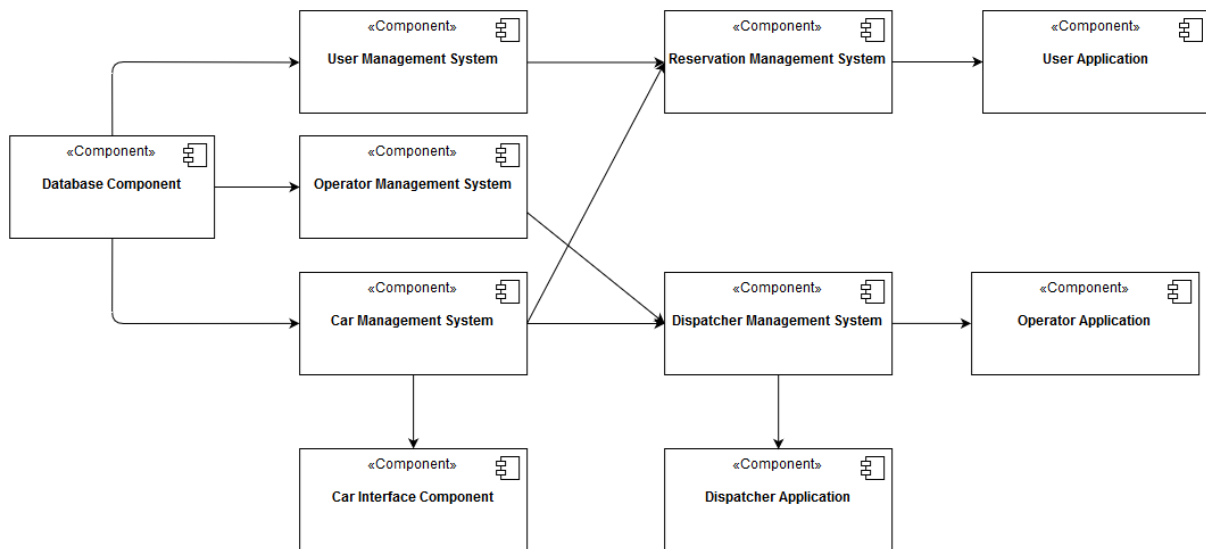 «Component»
User Management System
«Component»
Reservation Management System
«Component»
User Application
«Component»
Database Component
«Component»
Operator Management System
«Component»
Car Management System
«Component»
Dispatcher Management System
«Component»
Operator Application
«Component»
Car Interface Component
«Component»
Dispatcher Application